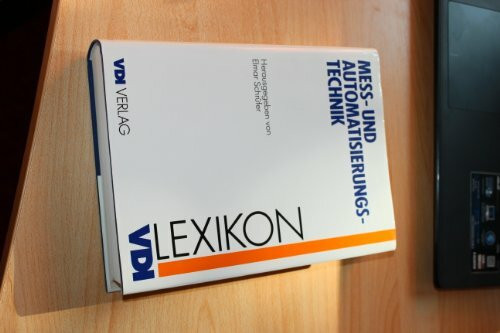 MESS- UND
AUTOMATISIERUNGS-
TECHNIK
Herausgegeben von
Elmar Schrüfer
VDI VERLAG
VDI LEXIKON